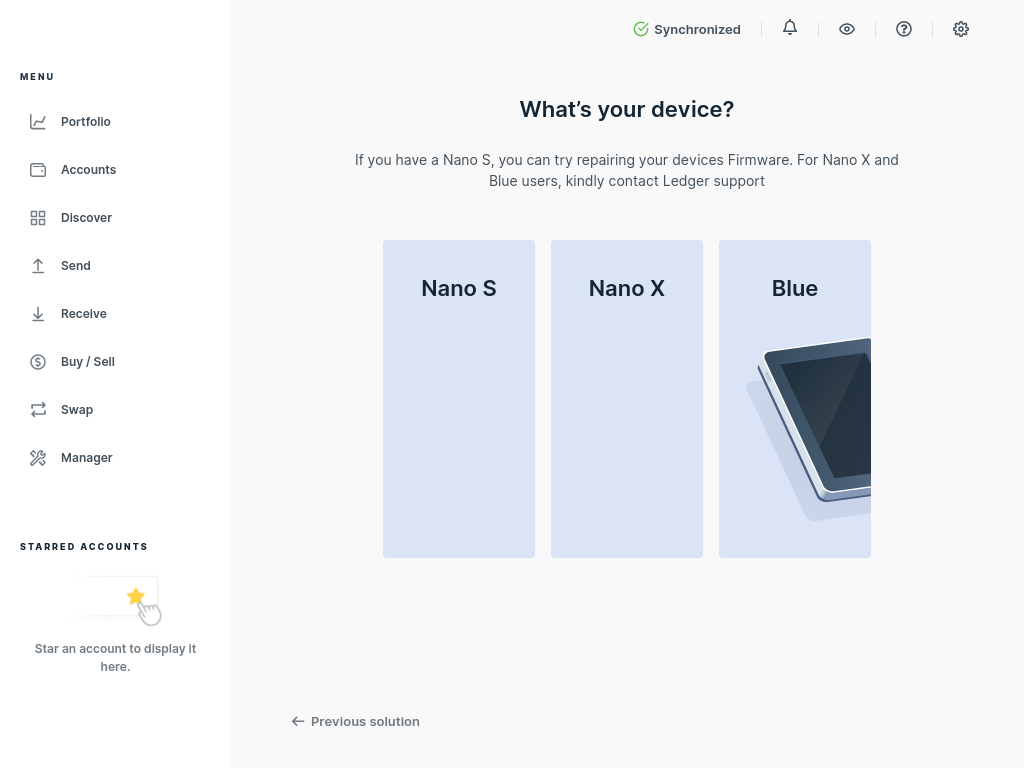 Synchronized
MENU
Portfolio
Accounts
Discover
Send
Receive
Buy / Sell
Swap
Manager
STARRED ACCOUNTS
Star an account to display it
here.
What’s your device?
If you have a Nano S, you can try repairing your devices Firmware. For Nano X and
Blue users, kindly contact Ledger support
Nano S
Nano X
Blue
Previous solution